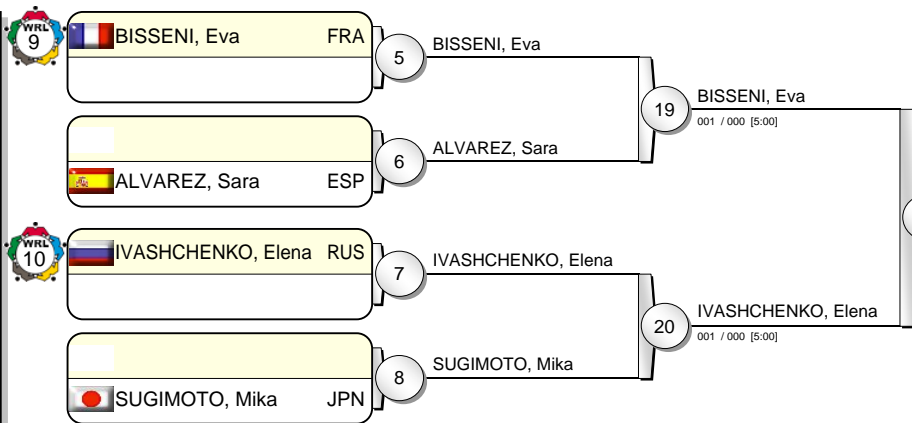 WRL
9
BISSENI, Eva FRA
5
BISSENI, Eva
19
BISSENI, Eva
001 / 000 [5:00]
6
ALVAREZ, Sara
ALVAREZ, Sara ESP
WRL
10
IVASHCHENKO, Elena RUS
7
IVASHCHENKO, Elena
20
IVASHCHENKO, Elena
001 / 000 [5:00]
8
SUGIMOTO, Mika
SUGIMOTO, Mika JPN